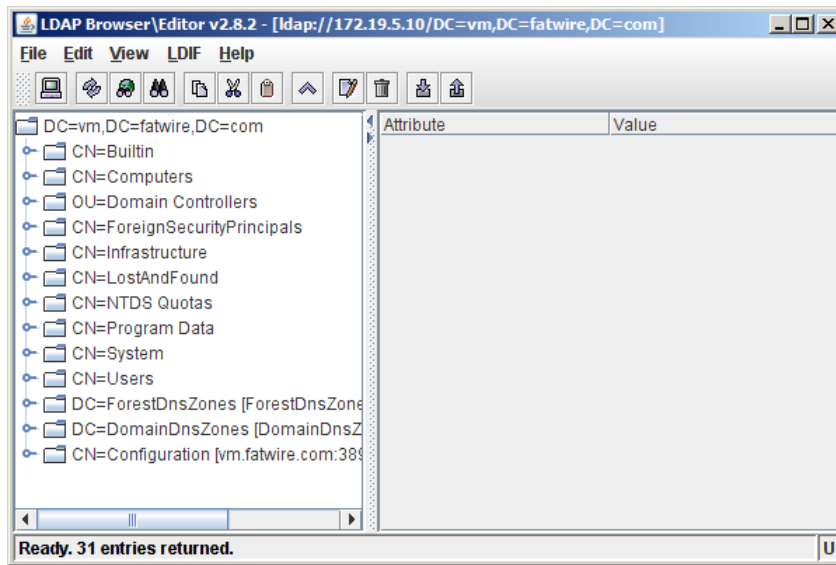 LDAP Browser\Editor v2.8.2 - [ldap://172.19.5.10/DC=vm,DC=fatwire,DC=com]
File Edit View LDIF Help
DC=vm,DC=fatwire,DC=com
Attribute Value
CN=Builtin
CN=Computers
OU=Domain Controllers
CN=ForeignSecurityPrincipals
CN=Infrastructure
CN=LostAndFound
CN=NTDS Quotas
CN=Program Data
CN=System
CN=Users
DC=ForestDnsZones [ForestDnsZone
DC=DomainDnsZones [DomainDnsZ
CN=Configuration [vm.fatwire.com:389
Ready. 31 entries returned.
U